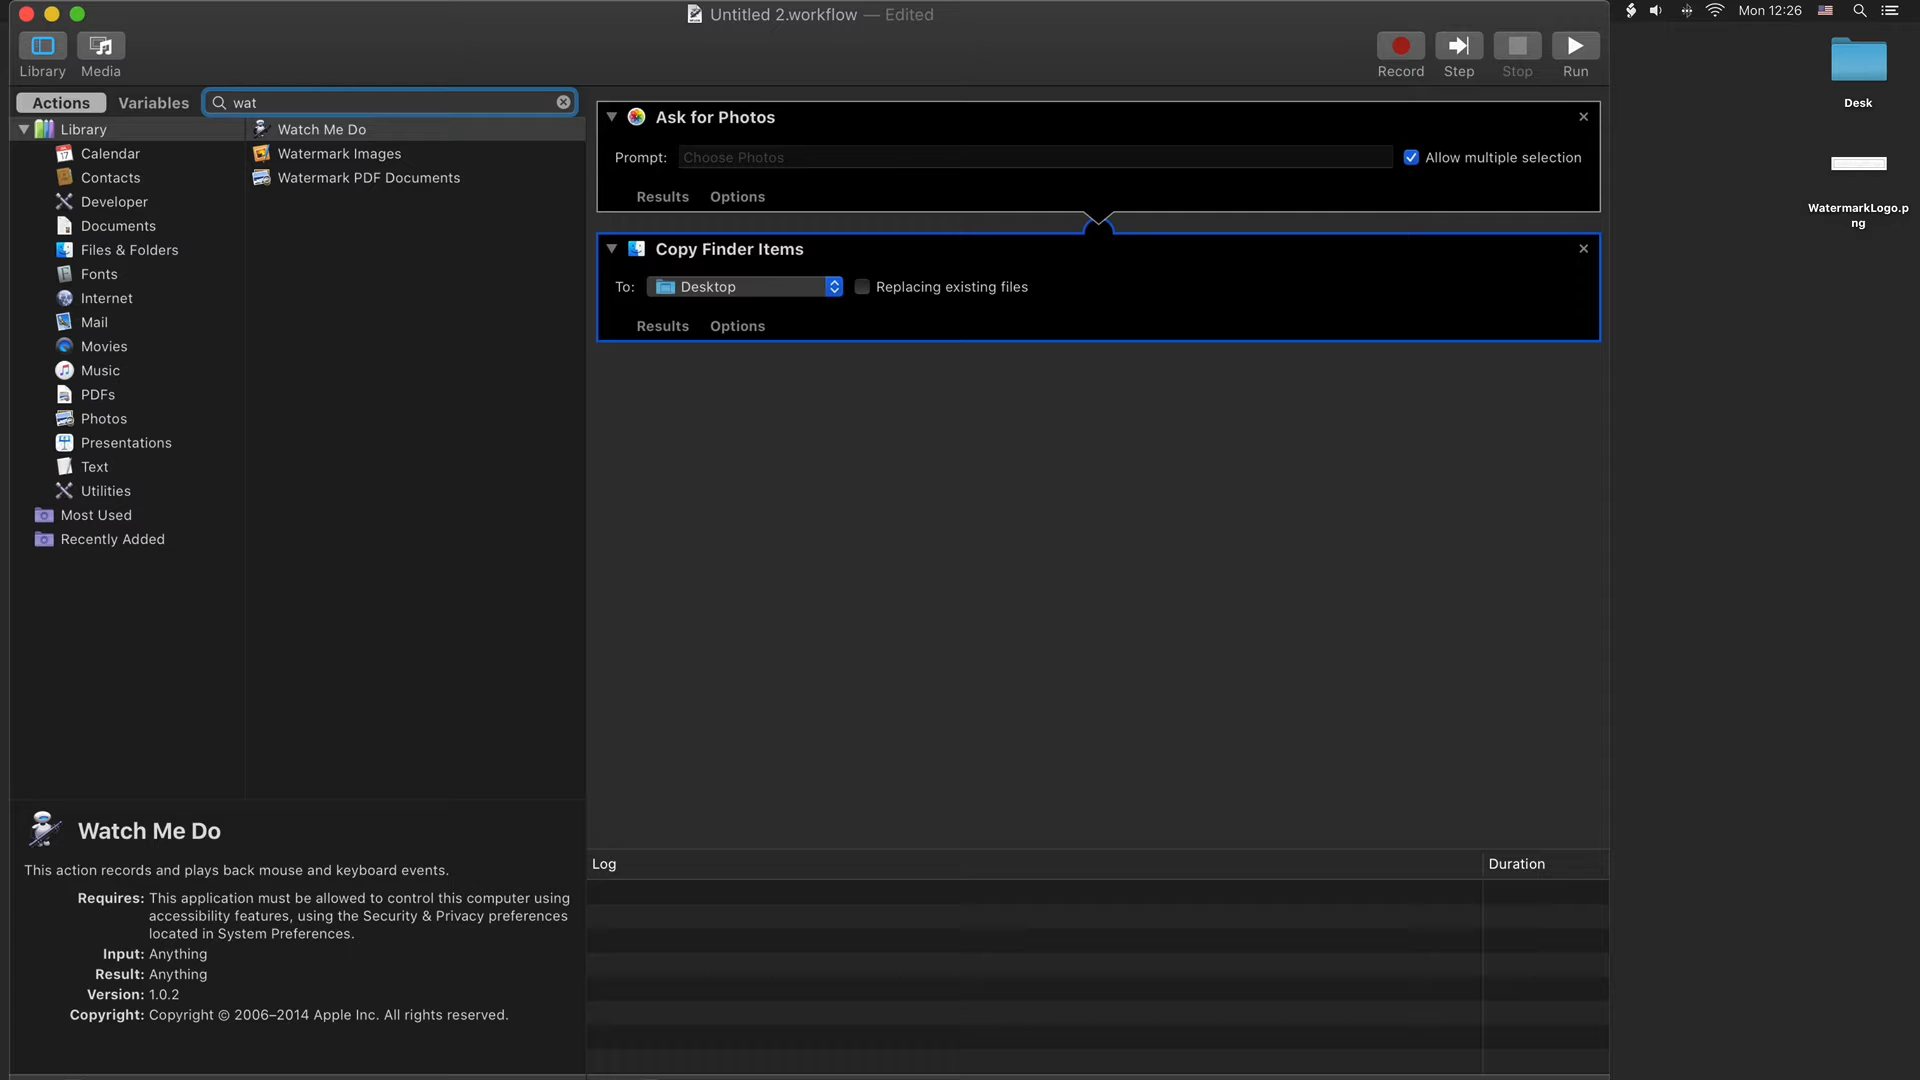 Untitled 2.workflow — Edited
Mon 12:26
Library
Media
Record
Step
Stop
Run
Desk
WatermarkLogo.p
ng
Actions
Variables
wat
Library
Calendar
Contacts
Developer
Documents
Files & Folders
Fonts
Internet
Mail
Movies
Music
PDFs
Photos
Presentations
Text
Utilities
Most Used
Recently Added
Watch Me Do
Watermark Images
Watermark PDF Documents
Ask for Photos
Prompt: Choose Photos
Allow multiple selection
Results Options
Copy Finder Items
To: Desktop
Replacing existing files
Results Options
Watch Me Do
This action records and plays back mouse and keyboard events.
Requires: This application must be allowed to control this computer using
accessibility features, using the Security & Privacy preferences
located in System Preferences.
Input: Anything
Result: Anything
Version: 1.0.2
Copyright: Copyright © 2006–2014 Apple Inc. All rights reserved.
Log
Duration